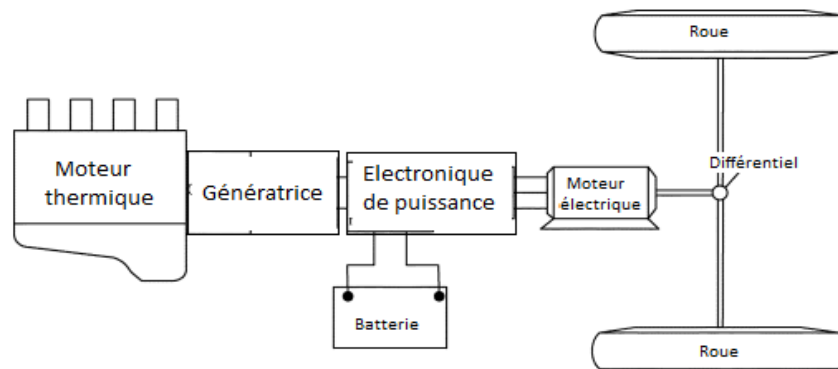 Roue
Moteur
thermique
Génératrice
Electronique
de puissance
Moteur
électrique
Différentiel
Batterie
Roue